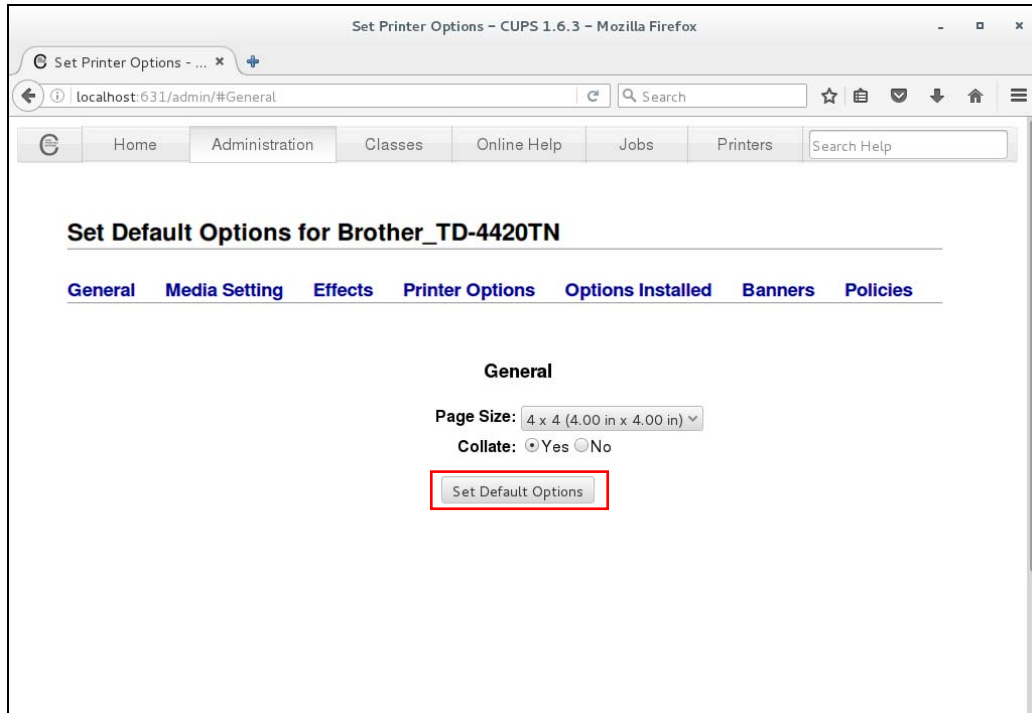 Set Printer Options – CUPS 1.6.3 – Mozilla Firefox
Set Printer Options - ...
localhost:631/admin/#General
Search
Home Administration Classes Online Help Jobs Printers Search Help
Set Default Options for Brother_TD-4420TN
General Media Setting Effects Printer Options Options Installed Banners Policies
General
Page Size: 4 x 4 (4.00 in x 4.00 in)
Collate: Yes No
Set Default Options